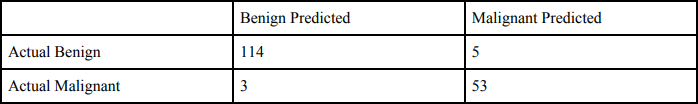 Benign Predicted Malignant Predicted
Actual Benign 114 5
Actual Malignant 3 53